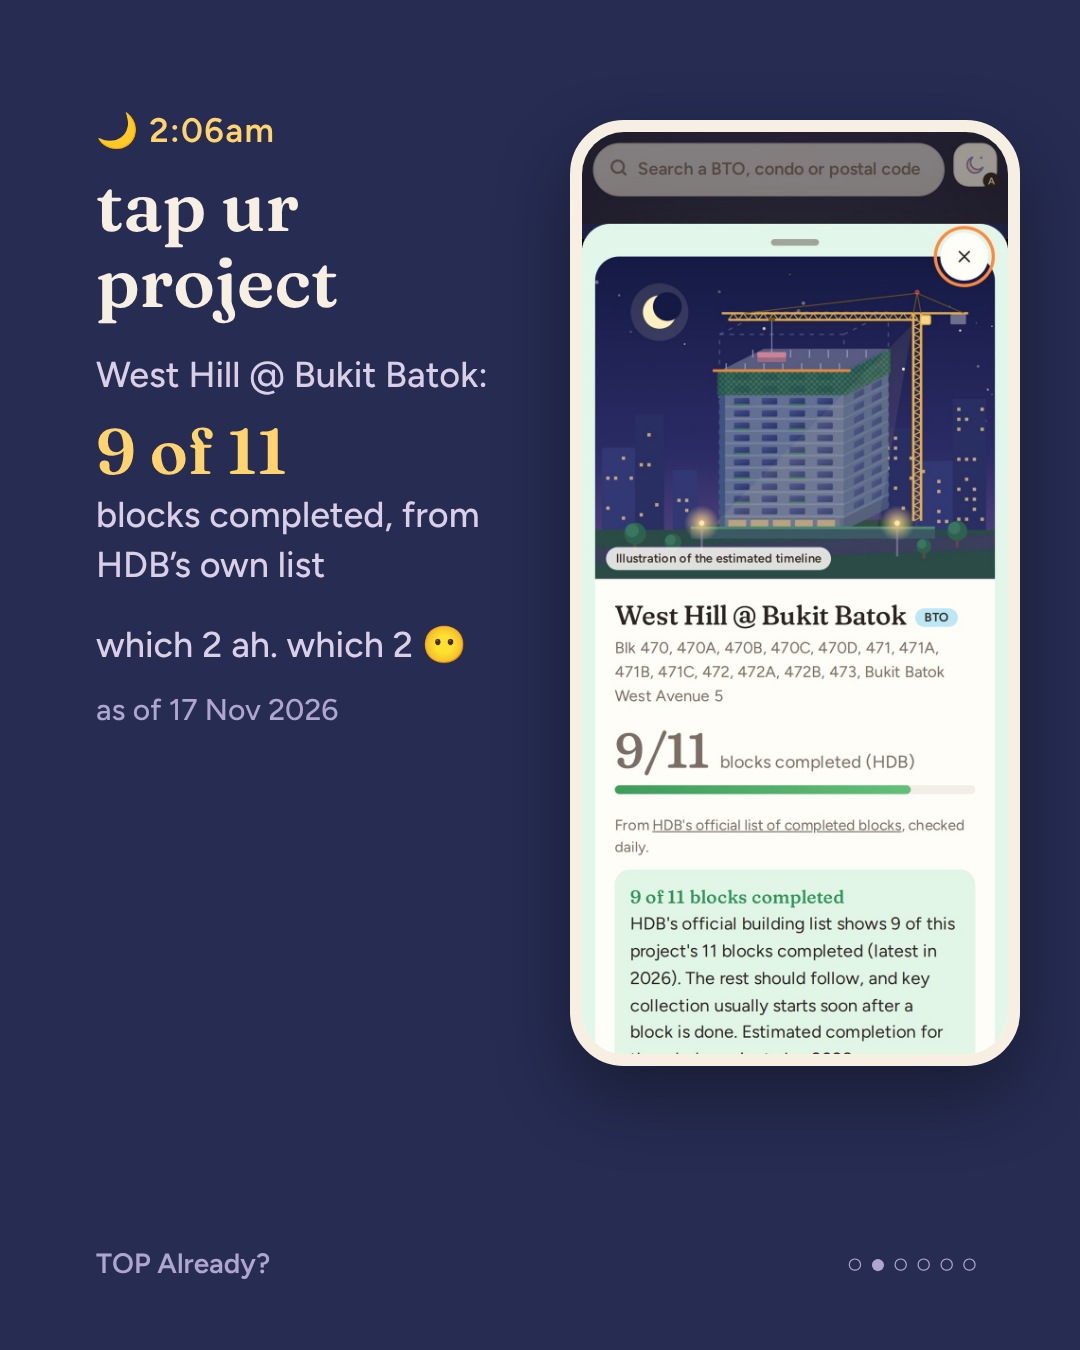 🌙 2:06am
tap ur
project
West Hill @ Bukit Batok:
9 of 11
blocks completed, from
HDB’s own list
which 2 ah. which 2 😶
as of 17 Nov 2026
Search a BTO, condo or postal code
A
Illustration of the estimated timeline
West Hill @ Bukit Batok BTO
Blk 470, 470A, 470B, 470C, 470D, 471, 471A,
471B, 471C, 472, 472A, 472B, 473, Bukit Batok
West Avenue 5
9/11 blocks completed (HDB)
From HDB's official list of completed blocks, checked
daily.
9 of 11 blocks completed
HDB's official building list shows 9 of this
project's 11 blocks completed (latest in
2026). The rest should follow, and key
collection usually starts soon after a
block is done. Estimated completion for
TOP Already?